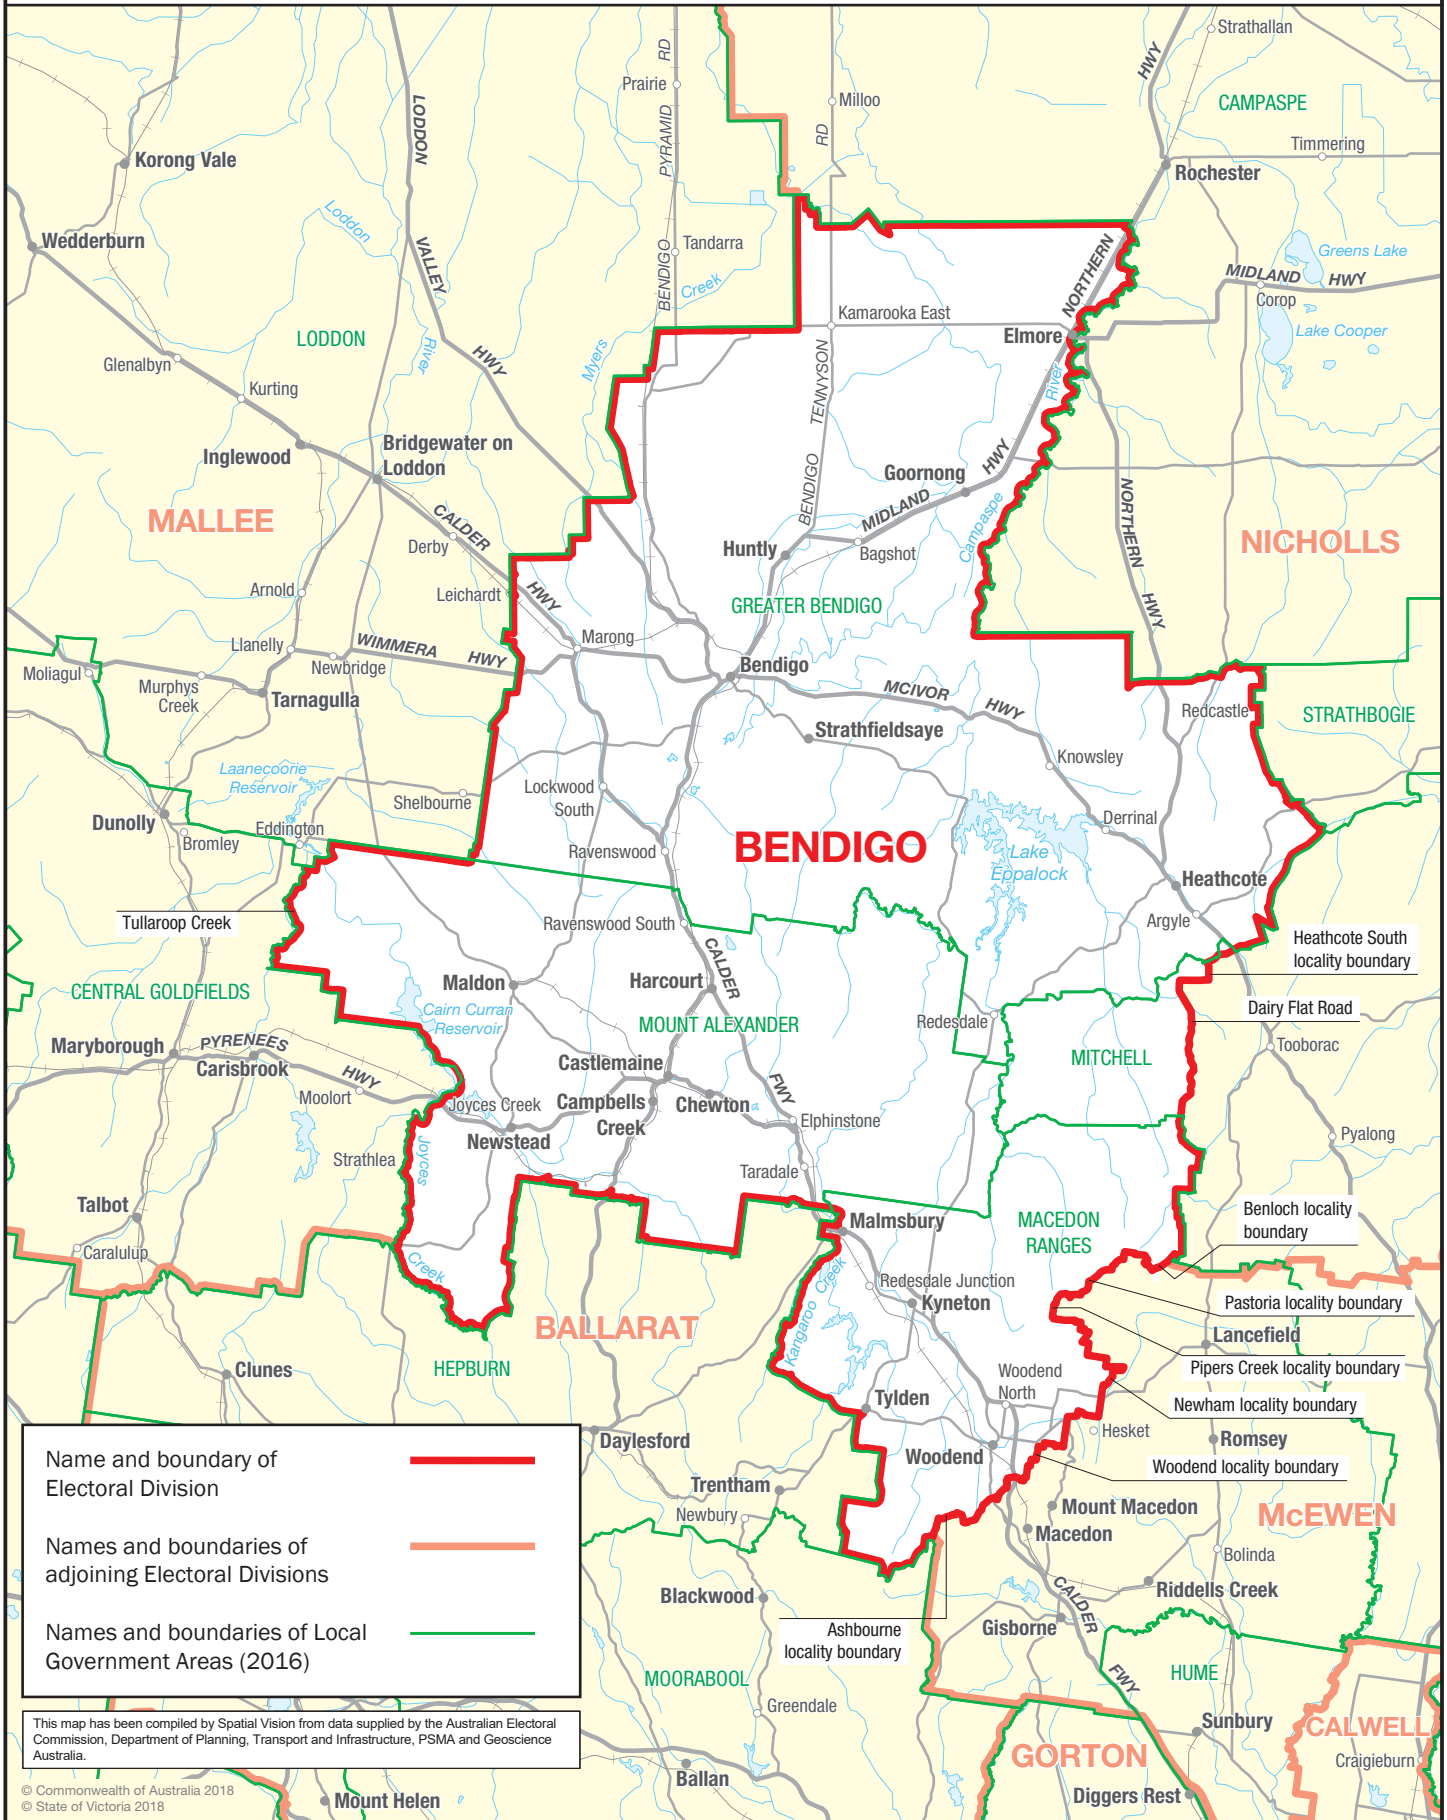 Strathallan
HWY
PYRAMID RD
Prairie
Milloo
RD
CAMPASPE
LODDON
Timmering
Korong Vale
Rochester
Loddon
Wedderburn
VALLEY
Tandarra
BENDIGO
Creek
NORTHERN
Greens Lake
MIDLAND HWY
Corop
Kamarooka East
LODDON
River
HWY
Myers
Elmore
Lake Cooper
Glenalbyn
Kurting
TENNYSON
River
Bridgewater on
Loddon
Inglewood
BENDIGO
Goornong
HWY
MIDLAND
NORTHERN
MALLEE
CALDER
Derby
Huntly
Bagshot
Campaspe
NICHOLLS
Arnold
Leichardt
HWY
GREATER BENDIGO
HWY
Llanelly
WIMMERA HWY
Marong
Moliagul
Newbridge
Bendigo
Murphys
Creek
Tarnagulla
MCIVOR HWY
Redcastle
STRATHBOGIE
Strathfieldsaye
Knowsley
Laanecoorie
Reservoir
Lockwood
South
Shelbourne
Dunolly
Eddington
Derrinal
Bromley
Ravenswood
BENDIGO
Lake
Eppalock
Heathcote
Tullaroop Creek
Ravenswood South
Argyle
CALDER
Heathcote South
locality boundary
CENTRAL GOLDFIELDS
Maldon
Harcourt
Cairn Curran
Reservoir
MOUNT ALEXANDER
Redesdale
Dairy Flat Road
Maryborough
PYRENEES
HWY
Carisbrook
Castlemaine
MITCHELL
Tooborac
Moolort
Joyces Creek
Campbells
Creek
Chewton
FWY
Newstead
Elphinstone
Pyalong
Strathlea
Joyces
Creek
Taradale
Talbot
Malmsbury
MACEDON
RANGES
Benloch locality
boundary
Caralulup
Redesdale Junction
Kangaroo Creek
Kyneton
Pastoria locality boundary
BALLARAT
Lancefield
Clunes
HEPBURN
Woodend
North
Pipers Creek locality boundary
Tylden
Newham locality boundary
Daylesford
Hesket
Romsey
Woodend
Woodend locality boundary
Trentham
Newbury
Mount Macedon
Macedon
McEWEN
Bolinda
Blackwood
CALDER
Riddells Creek
Ashbourne
locality boundary
Gisborne
FWY
HUME
MOORABOOL
Greendale
Sunbury
CALWELL
GORTON
Craigieburn
Ballan
Diggers Rest
Mount Helen
Name and boundary of
Electoral Division
Names and boundaries of
adjoining Electoral Divisions
Names and boundaries of Local
Government Areas (2016)
This map has been compiled by Spatial Vision from data supplied by the Australian Electoral
Commission, Department of Planning, Transport and Infrastructure, PSMA and Geoscience
Australia.
© Commonwealth of Australia 2018
© State of Victoria 2018